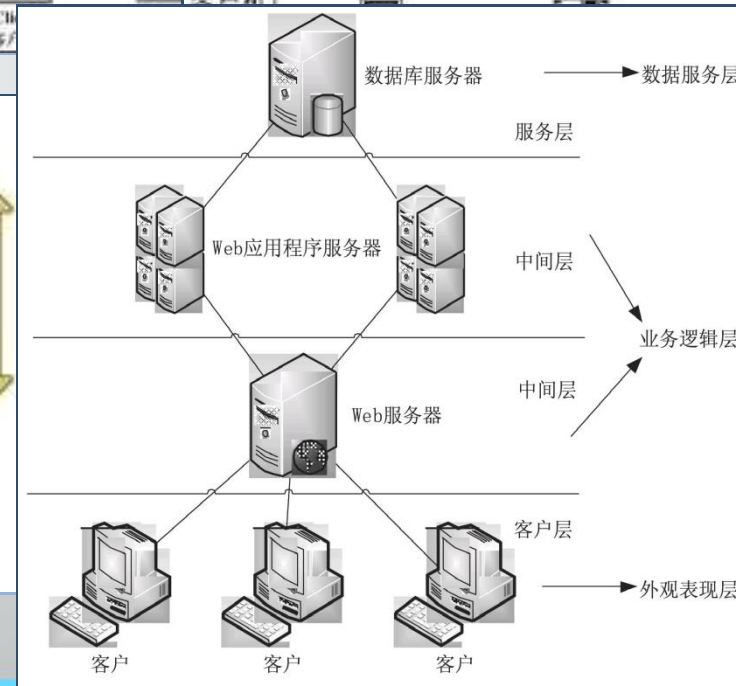 数据库服务器
数据服务层
服务层
Web应用程序服务器
中间层
业务逻辑层
中间层
Web服务器
客户层
外观表现层
客户
客户
客户